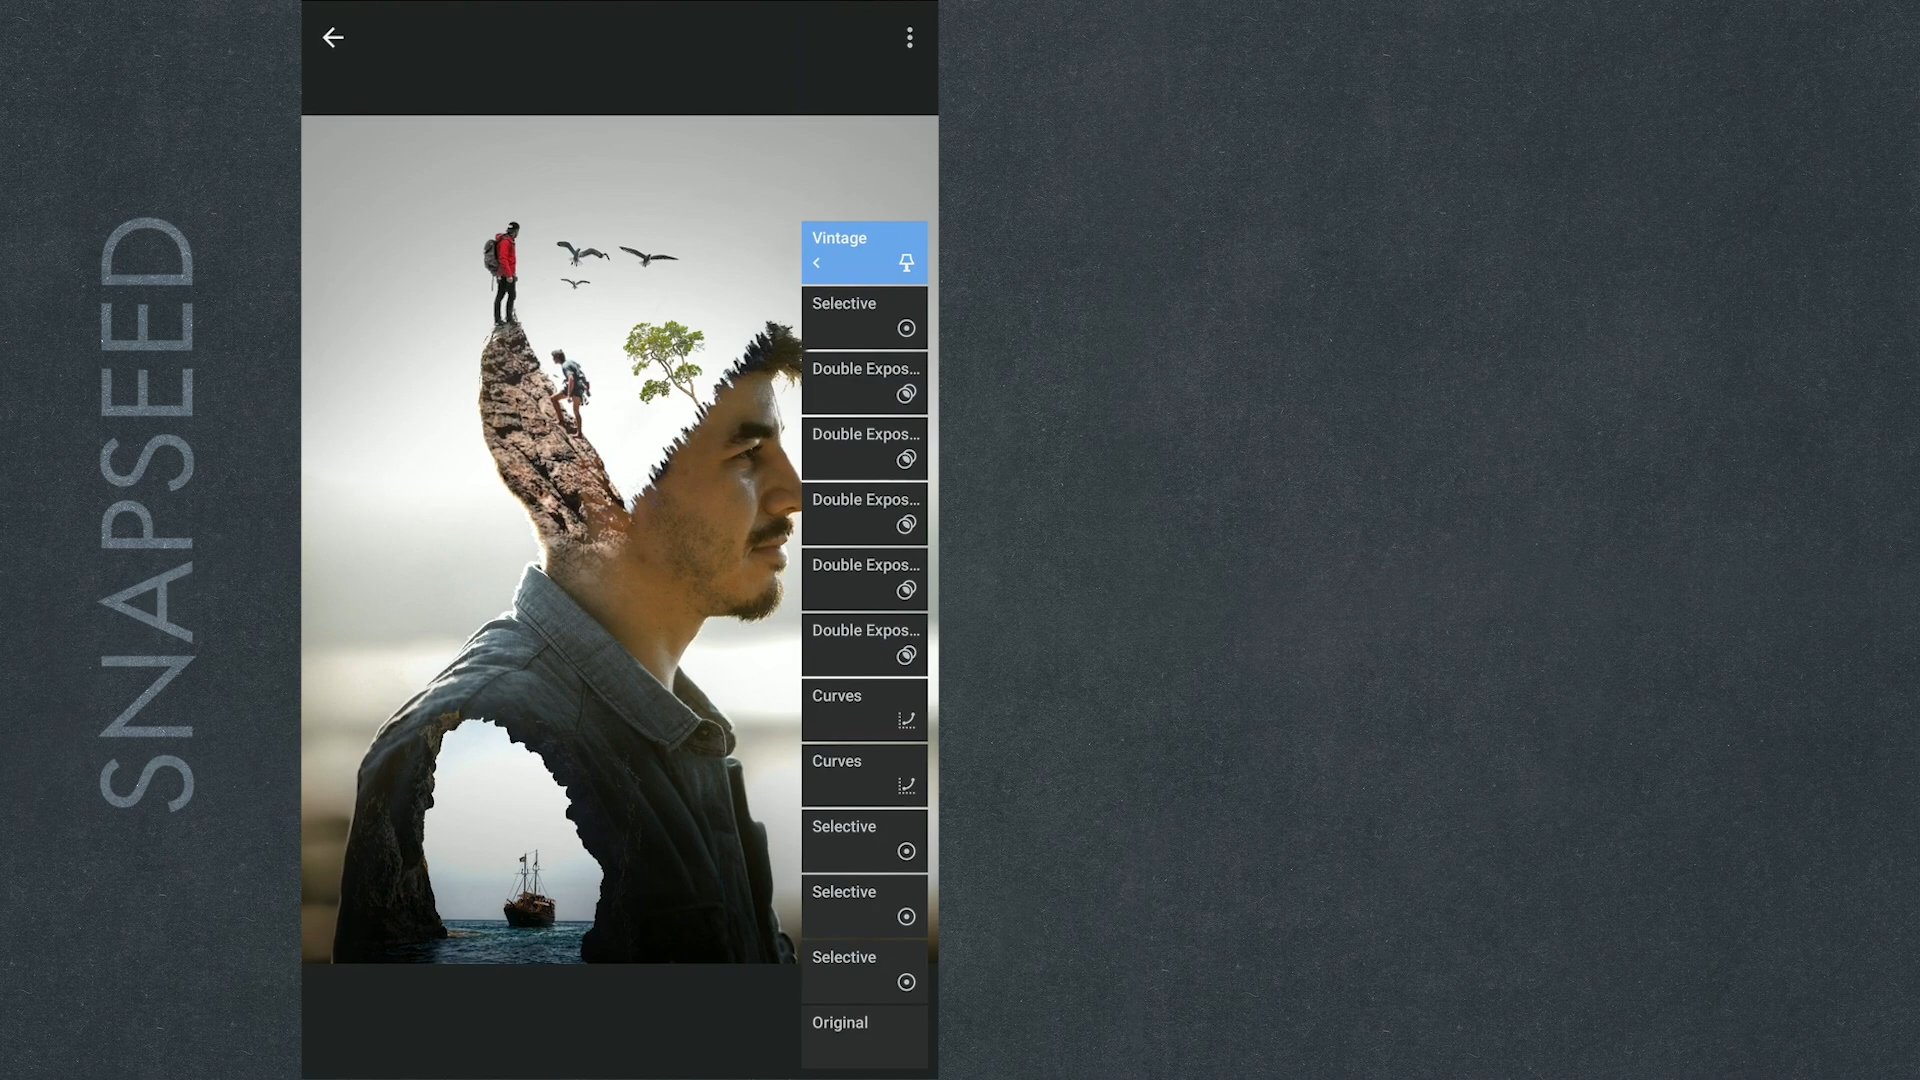 SNAPSEED
Vintage
Selective
Double Expos...
Double Expos...
Double Expos...
Double Expos...
Double Expos...
Curves
Curves
Selective
Selective
Selective
Original